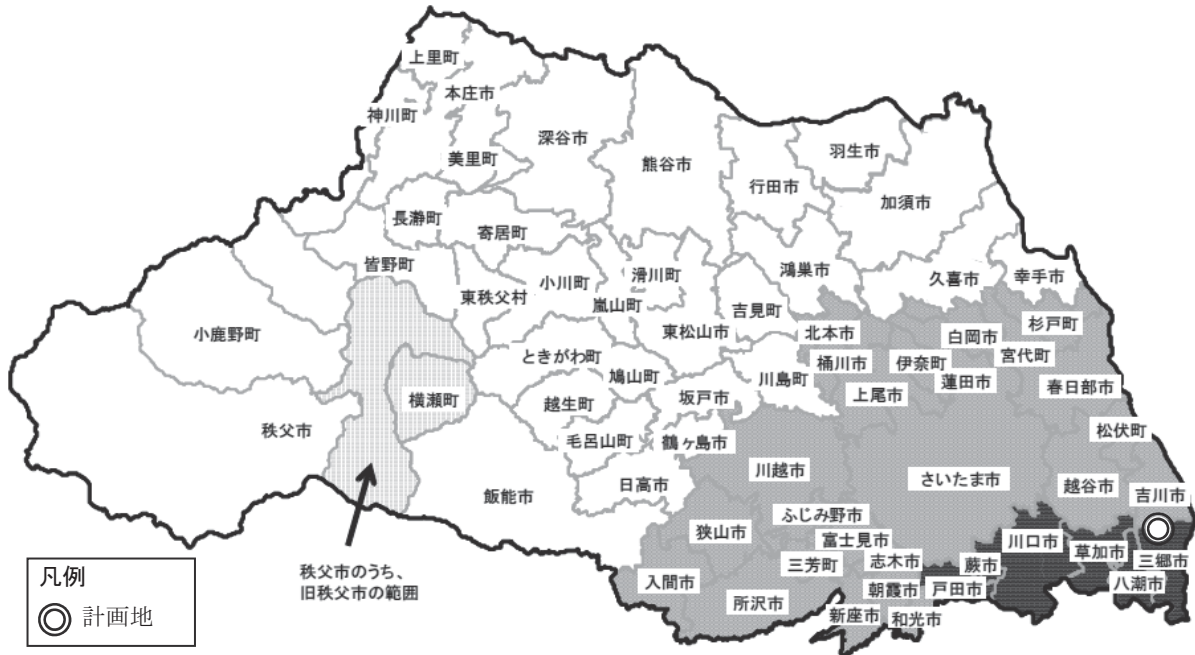 上里町
本庄市
神川町
美里町
深谷市
熊谷市
行田市
羽生市
加須市
長瀞町
寄居町
皆野町
東秩父村
小川町
嵐山町
滑川町
東松山市
吉見町
鴻巣市
久喜市
幸手市
小鹿野町
ときがわ町
鳩山町
川島町
北本市
桶川市
伊奈町
白岡市
宮代町
杉戸町
上尾市
蓮田市
春日部市
横瀬町
越生町
坂戸市
秩父市
毛呂山町
鶴ヶ島市
松伏町
川越市
さいたま市
越谷市
吉川市
飯能市
日高市
ふじみ野市
狭山市
富士見市
川口市
草加市
三郷市
三芳町
志木市
蕨市
八潮市
入間市
所沢市
朝霞市
戸田市
新座市
和光市
秩父市のうち、
旧秩父市の範囲
凡例
計画地